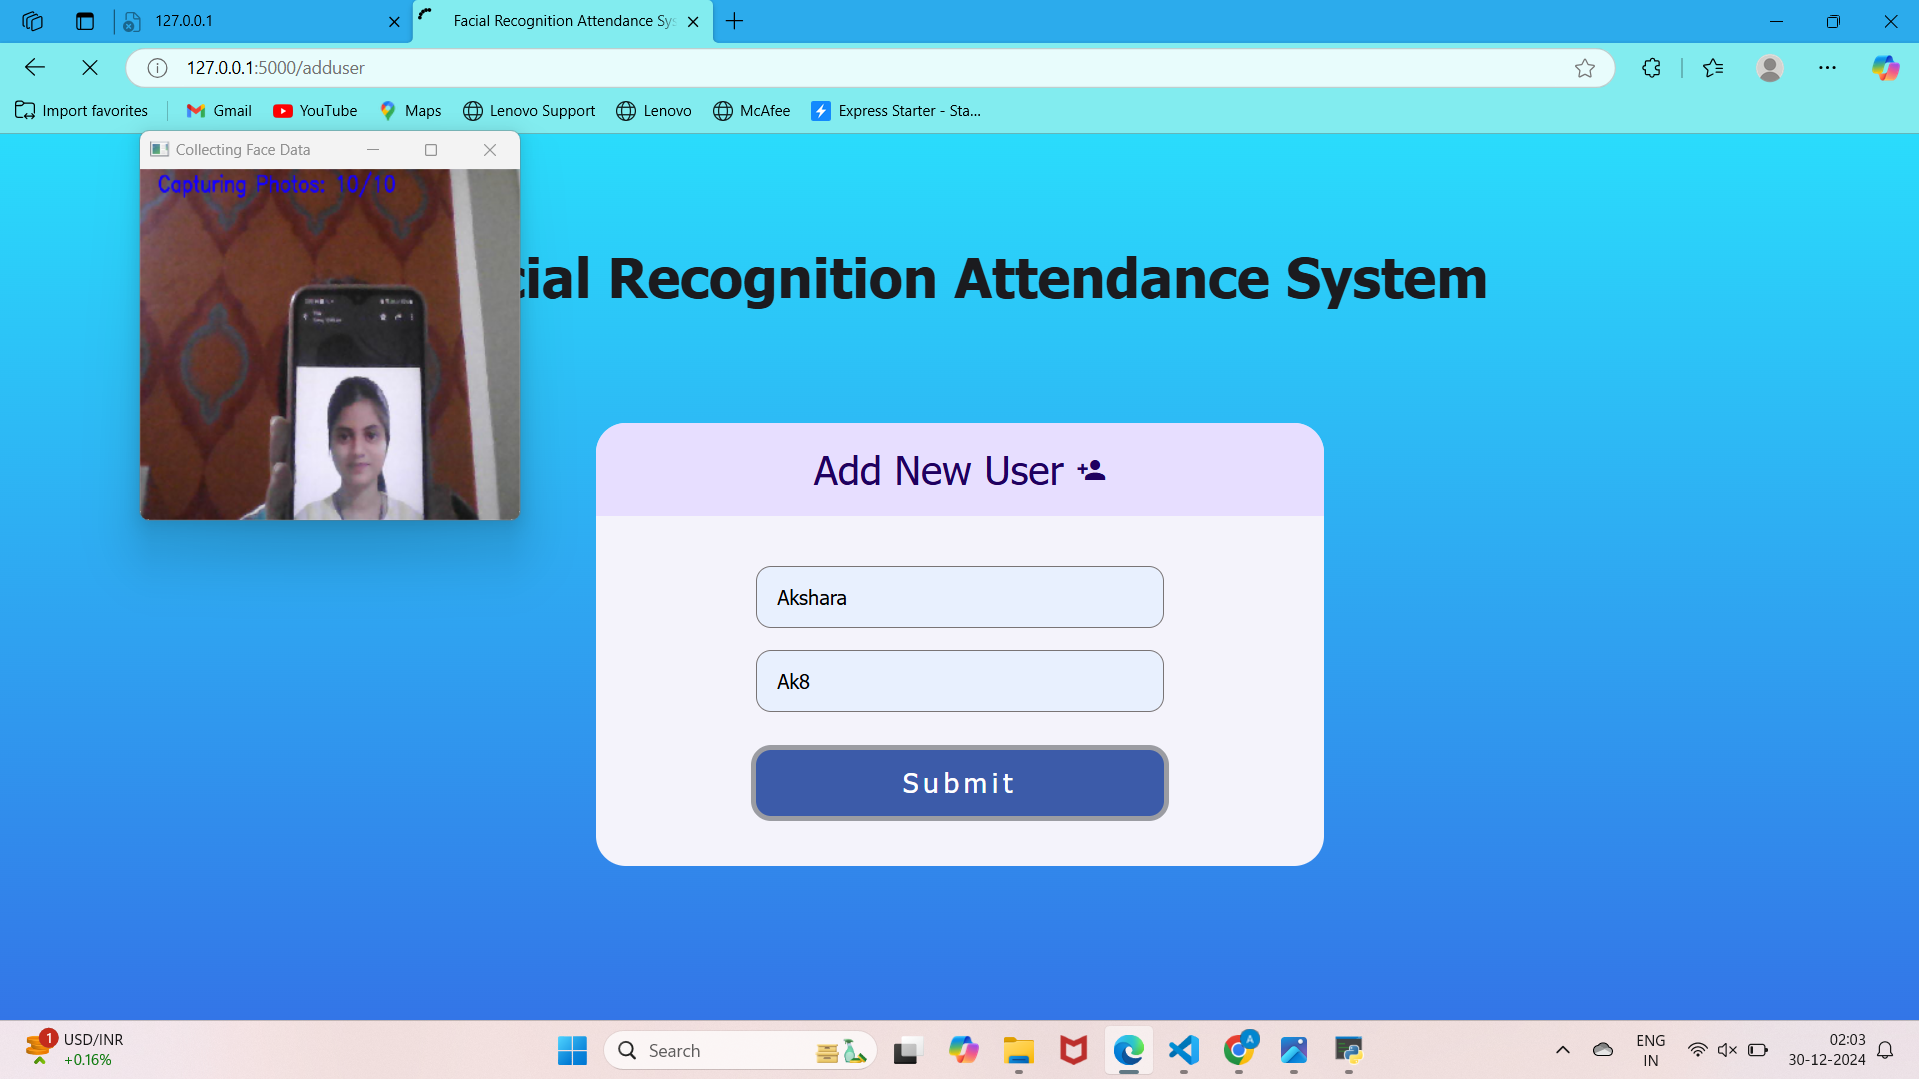 127.0.0.1
Facial Recognition Attendance Sys
127.0.0.1:5000/adduser
Import favorites
Gmail
YouTube
Maps
Lenovo Support
Lenovo
McAfee
Express Starter - Sta...
Collecting Face Data
Capturing Photos: 10/10
cial Recognition Attendance System
Add New User
Akshara
Ak8
Submit
1
USD/INR
+0.16%
Search
A
ENG
IN
02:03
30-12-2024